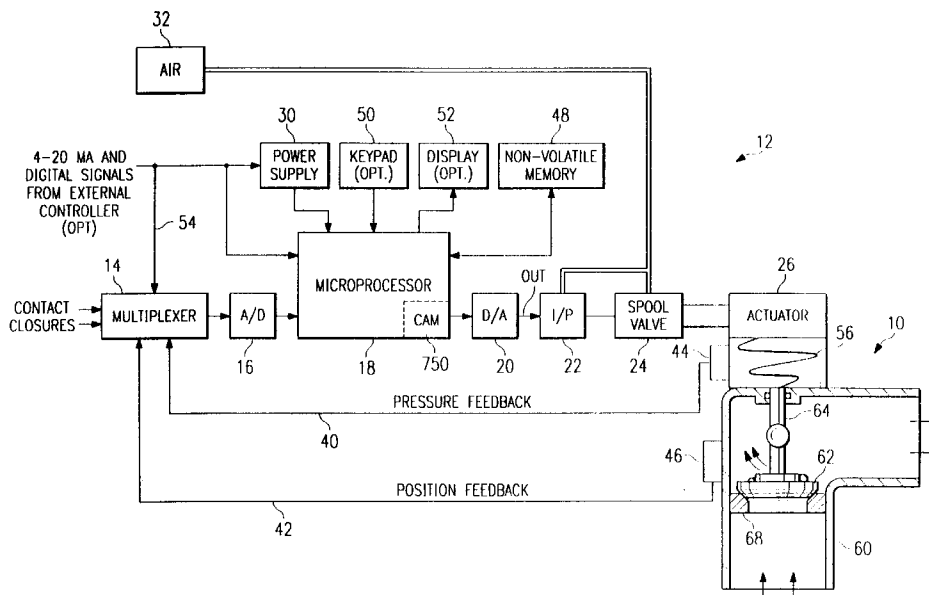 32
AIR
30
50
52
48
12
4-20 MA AND
DIGITAL SIGNALS
FROM EXTERNAL
CONTROLLER
(OPT)
POWER
SUPPLY
KEYPAD
(OPT.)
DISPLAY
(OPT.)
NON-VOLATILE
MEMORY
54
14
26
CONTACT
CLOSURES
MULTIPLEXER
A/D
MICROPROCESSOR
CAM
D/A
OUT
I/P
SPOOL
VALVE
ACTUATOR
10
16
18
750
20
22
24
44
56
PRESSURE FEEDBACK
40
64
46
62
POSITION FEEDBACK
42
68
60